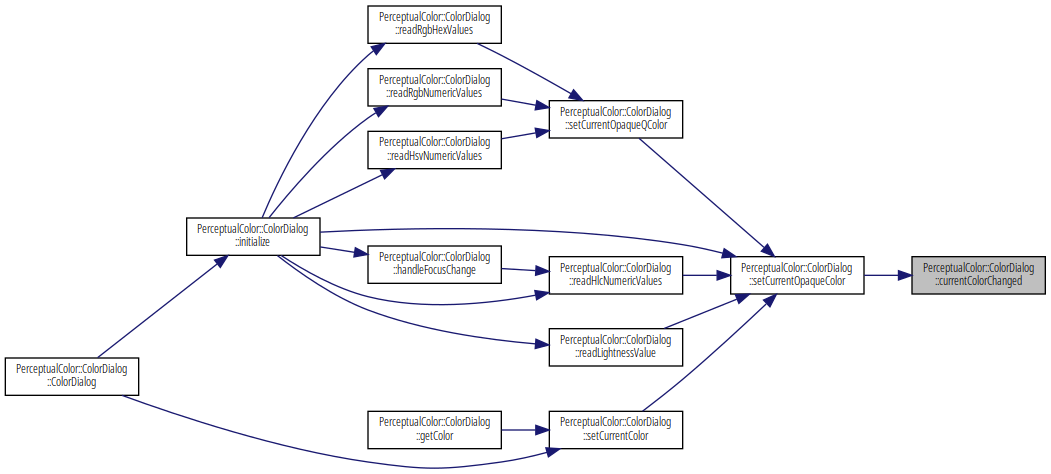 PerceptualColor::ColorDialog
::readRgbHexValues
PerceptualColor::ColorDialog
::readRgbNumericValues
PerceptualColor::ColorDialog
::setCurrentOpaqueQColor
PerceptualColor::ColorDialog
::readHsvNumericValues
PerceptualColor::ColorDialog
::initialize
PerceptualColor::ColorDialog
::handleFocusChange
PerceptualColor::ColorDialog
::readHlcNumericValues
PerceptualColor::ColorDialog
::setCurrentOpaqueColor
PerceptualColor::ColorDialog
::currentColorChanged
PerceptualColor::ColorDialog
::readLightnessValue
PerceptualColor::ColorDialog
::ColorDialog
PerceptualColor::ColorDialog
::getColor
PerceptualColor::ColorDialog
::setCurrentColor